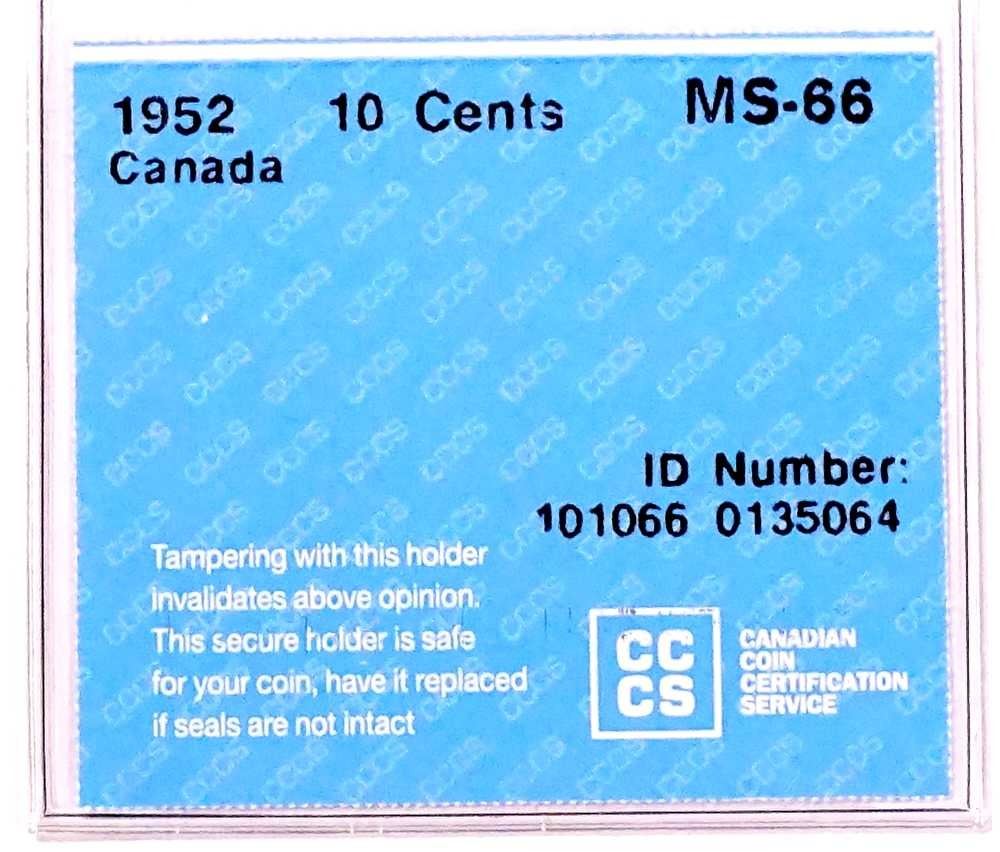 1952 10 Cents MS-66
Canada
ID Number:
101066 0135064
Tampering with this holder
invalidates above opinion.
This secure holder is safe
for your coin, have it replaced
if seals are not intact
CC
CS
CANADIAN
COIN
CERTIFICATION
SERVICE